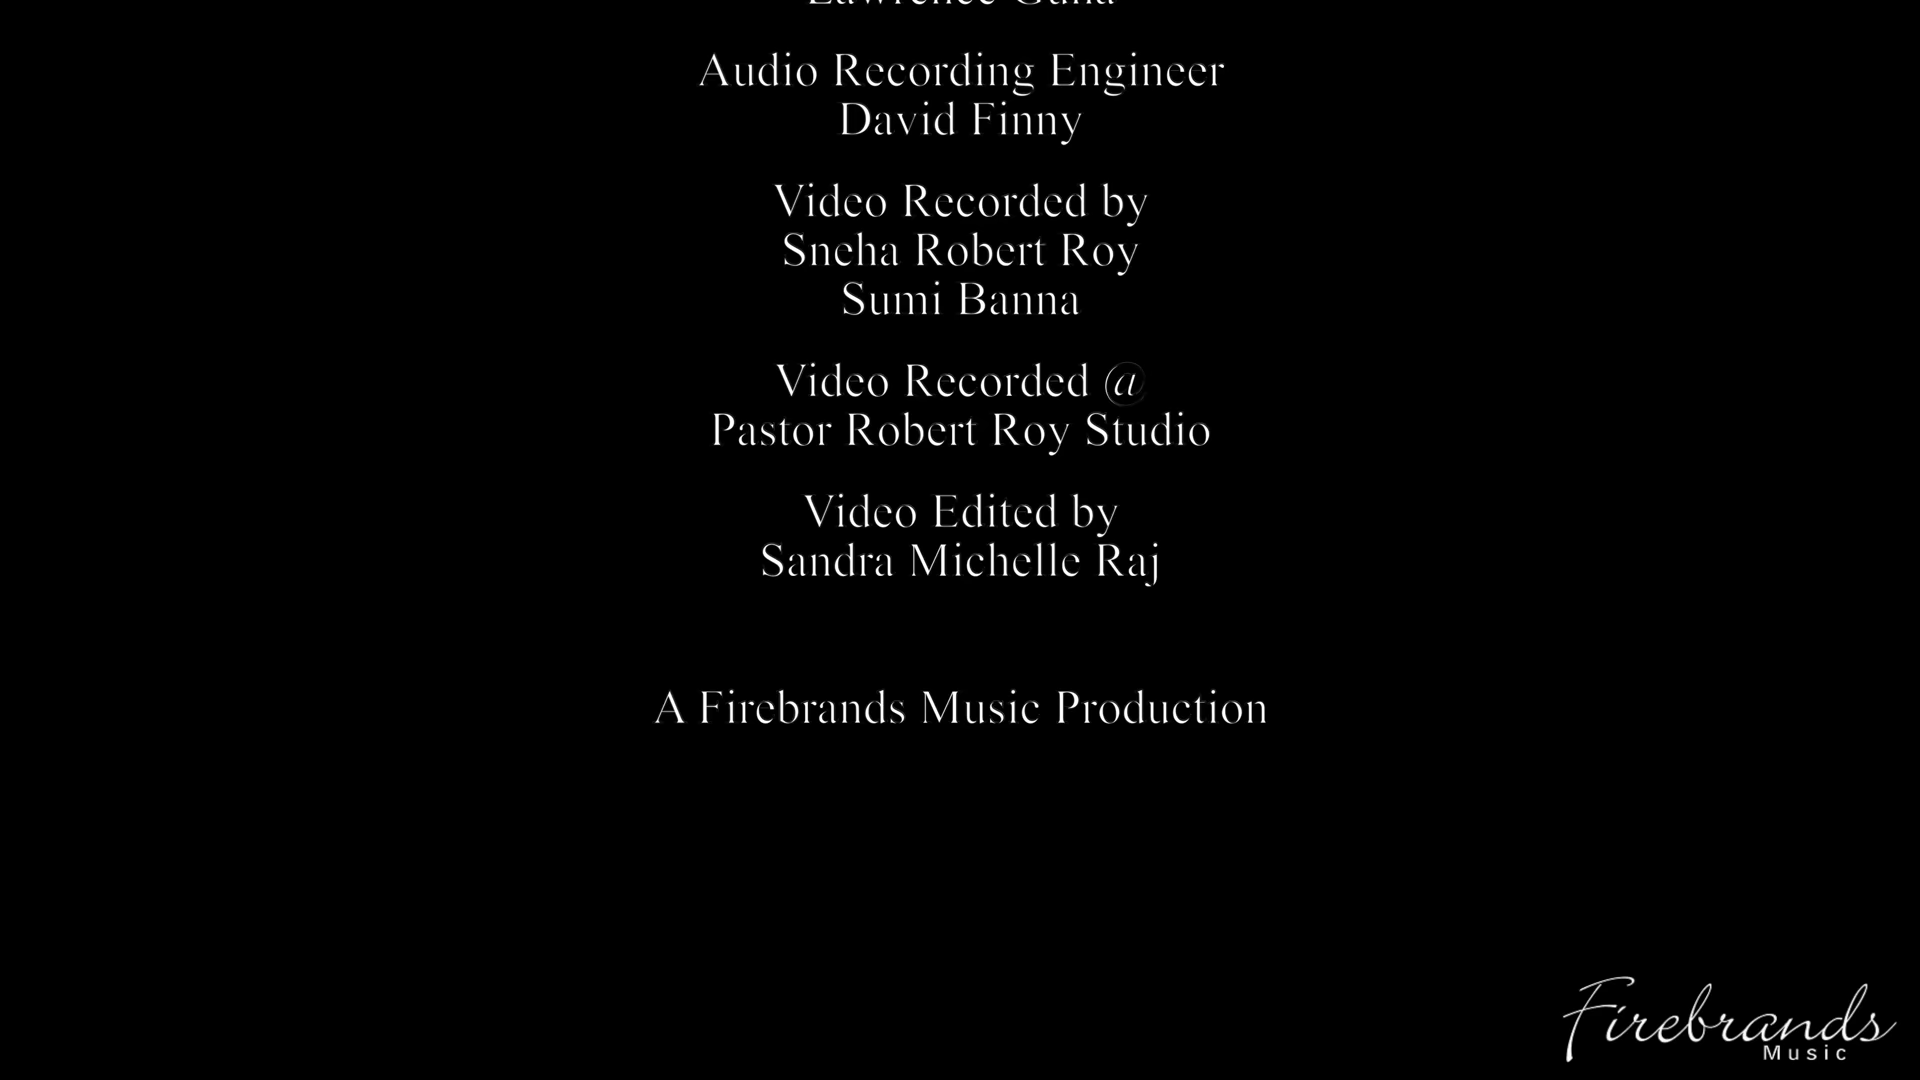 Audio Recording Engineer
David Finny
Video Recorded by
Sneha Robert Roy
Sumi Banna
Video Recorded @
Pastor Robert Roy Studio
Video Edited by
Sandra Michelle Raj
A Firebrands Music Production
Firebrands
Music